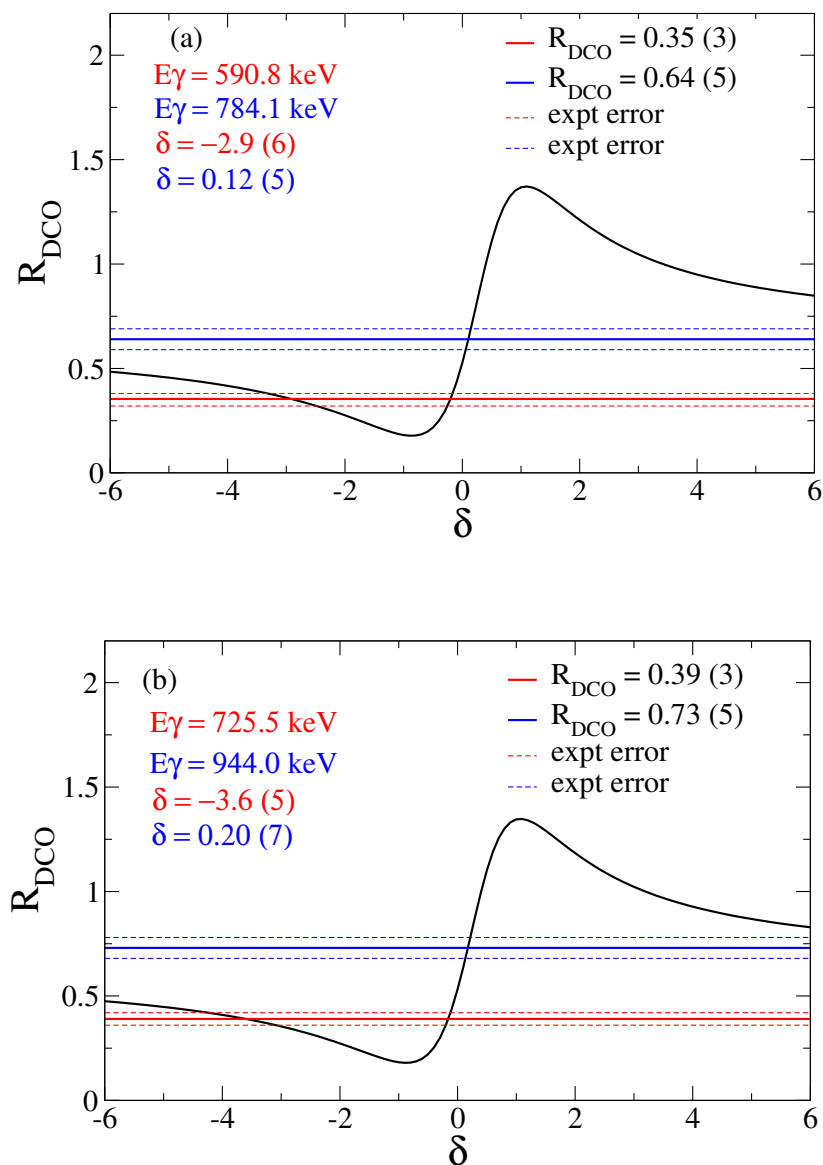 (a)
Eγ = 590.8 keV
Eγ = 784.1 keV
δ = −2.9 (6)
δ = 0.12 (5)
R_DCO = 0.35 (3)
R_DCO = 0.64 (5)
expt error
expt error
R_DCO
2
1.5
1
0.5
0
-6 -4 -2 0 2 4 6
δ
(b)
Eγ = 725.5 keV
Eγ = 944.0 keV
δ = −3.6 (5)
δ = 0.20 (7)
R_DCO = 0.39 (3)
R_DCO = 0.73 (5)
expt error
expt error
R_DCO
2
1.5
1
0.5
0
-6 -4 -2 0 2 4 6
δ